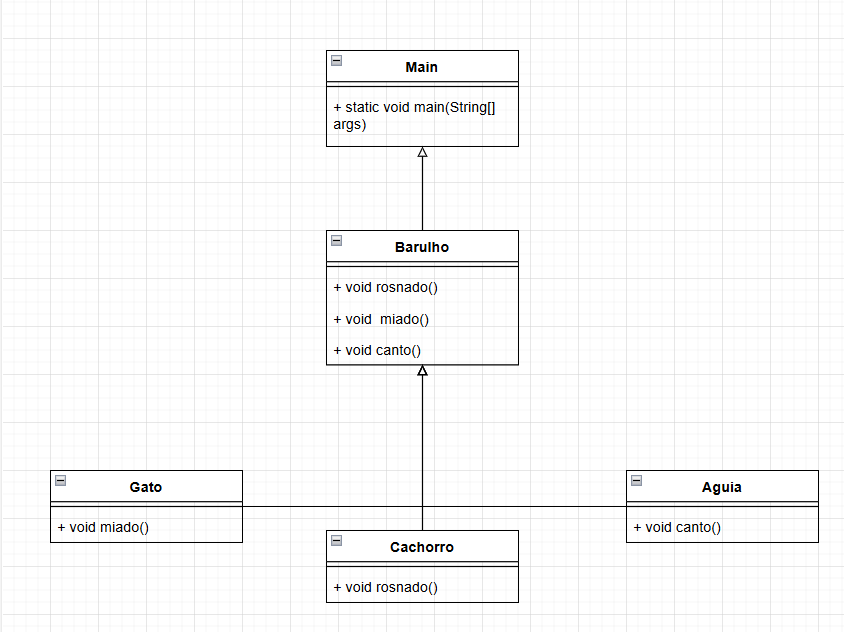 Main
+ static void main(String[]
args)
Barulho
+ void rosnado()
+ void  miado()
+ void canto()
Gato
+ void miado()
Aguia
+ void canto()
Cachorro
+ void rosnado()